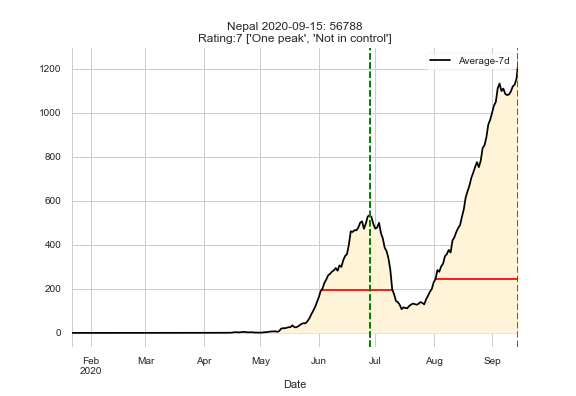 Nepal 2020-09-15: 56788
Rating:7 ['One peak', 'Not in control']
Average-7d
1200
1000
800
600
400
200
0
Feb Mar Apr May Jun Jul Aug Sep
2020
Date